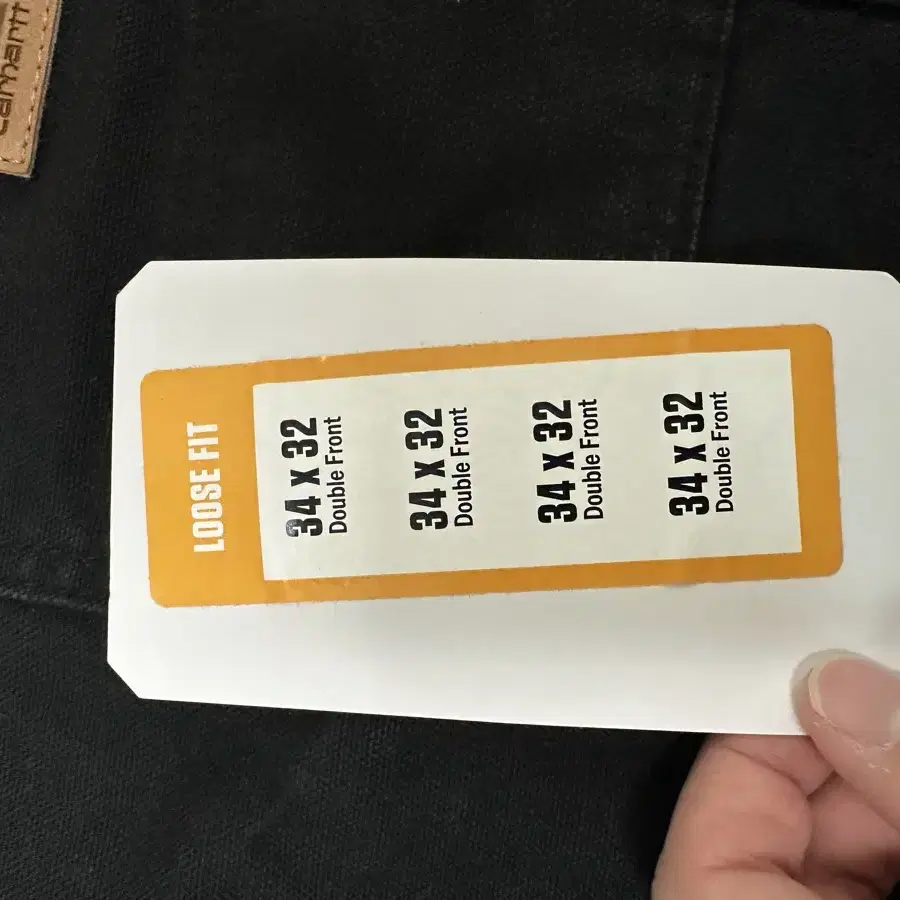 carhartt
LOOSE FIT
34 x 32
Double Front
34 x 32
Double Front
34 x 32
Double Front
34 x 32
Double Front